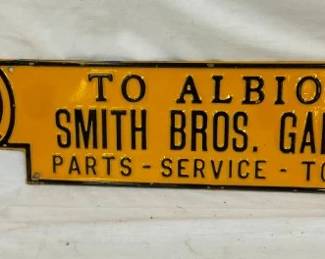 TO ALBIO
SMITH BROS. GA
PARTS - SERVICE - TO